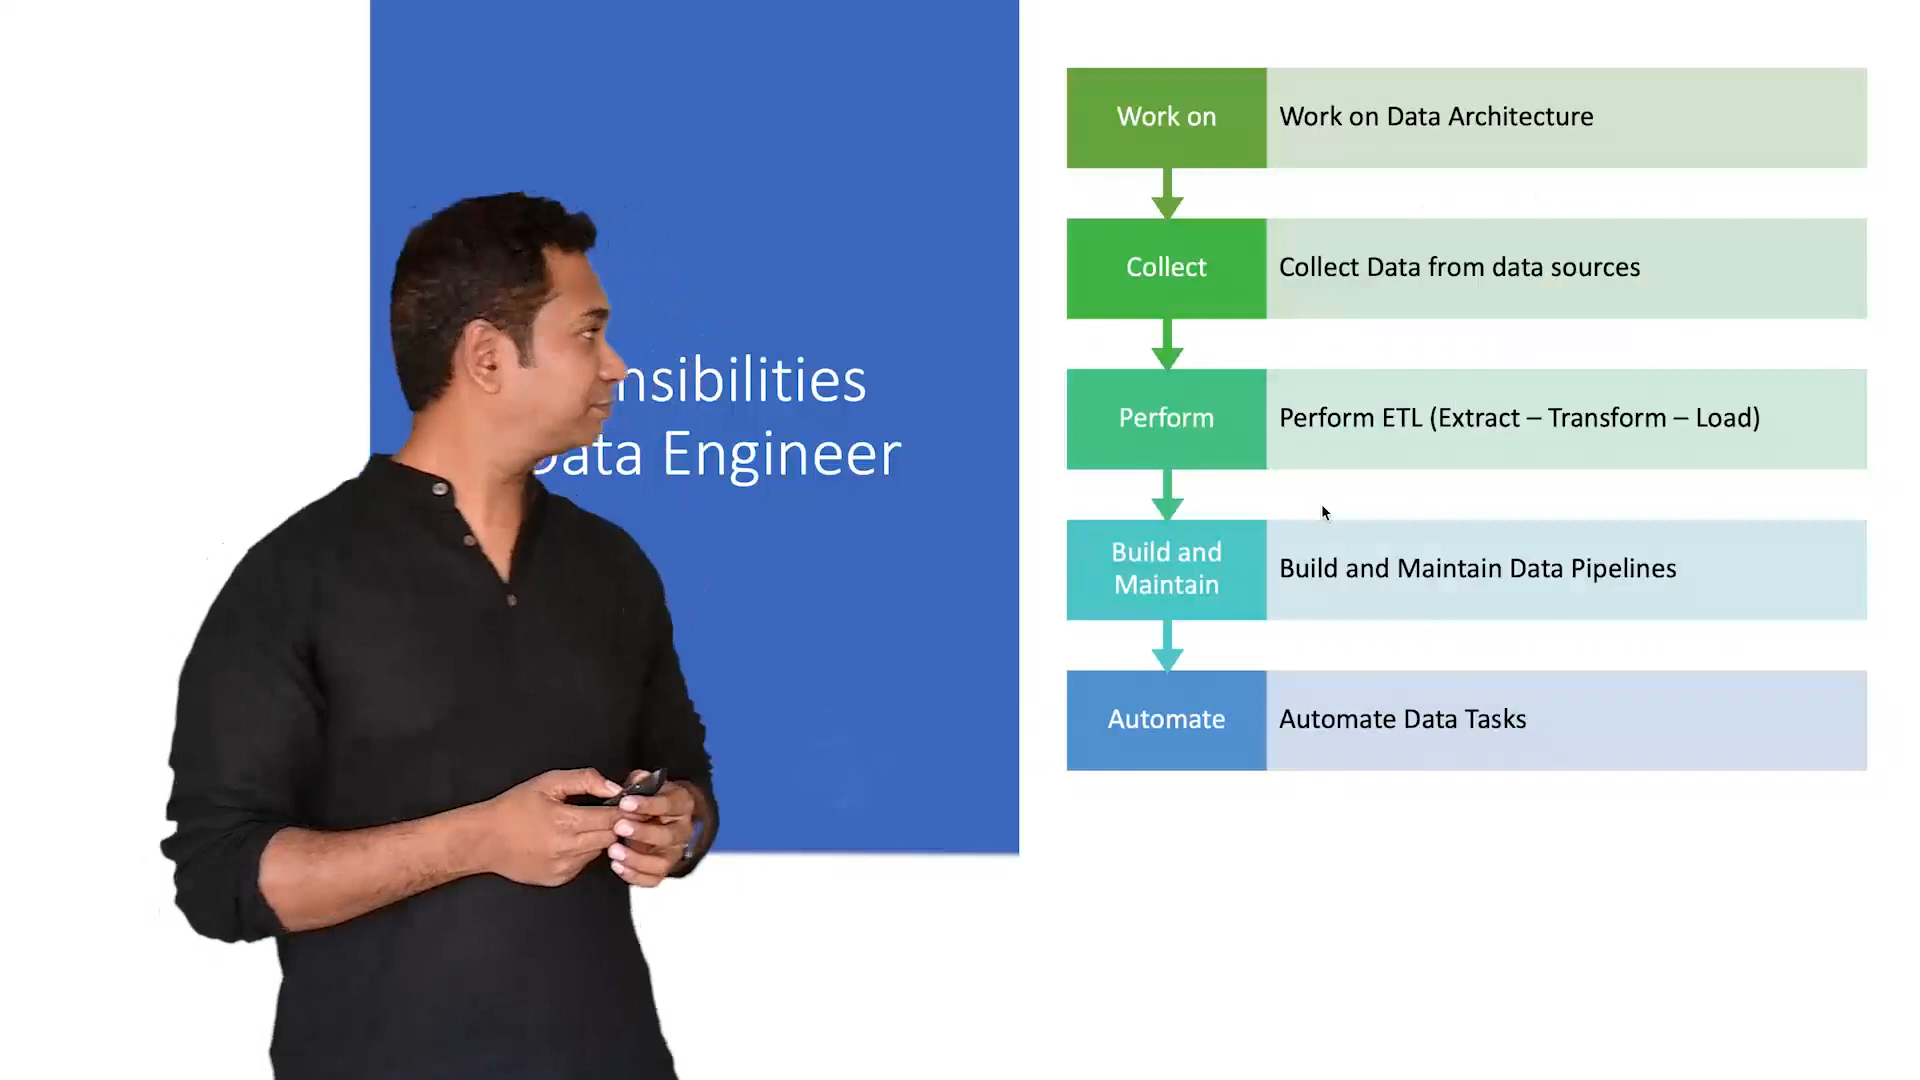 nsibilities
Data Engineer
Work on
Work on Data Architecture
Collect
Collect Data from data sources
Perform
Perform ETL (Extract – Transform – Load)
Build and
Maintain
Build and Maintain Data Pipelines
Automate
Automate Data Tasks